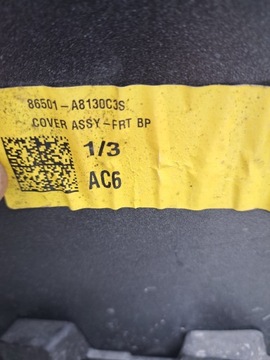 86501-A8130C3S
COVER ASSY-FRT BP
1/3
AC6